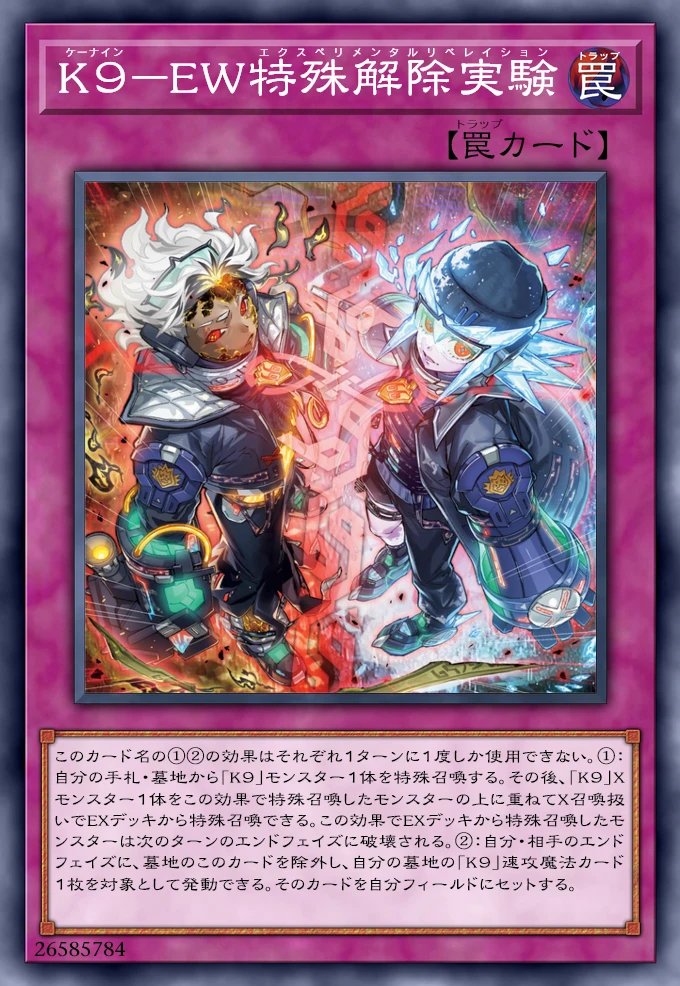 ケーナイン エクスペリメンタルリベレイション
K9－EW特殊解除実験
トラップ
罠
トラップ
【罠カード】
このカード名の①②の効果はそれぞれ1ターンに1度しか使用できない。①：
自分の手札・墓地から「K9」モンスター1体を特殊召喚する。その後、「K9」X
モンスター1体をこの効果で特殊召喚したモンスターの上に重ねてX召喚扱
いでEXデッキから特殊召喚できる。この効果でEXデッキから特殊召喚したモ
ンスターは次のターンのエンドフェイズに破壊される。②：自分・相手のエンド
フェイズに、墓地のこのカードを除外し、自分の墓地の「K9」速攻魔法カード
1枚を対象として発動できる。そのカードを自分フィールドにセットする。
26585784